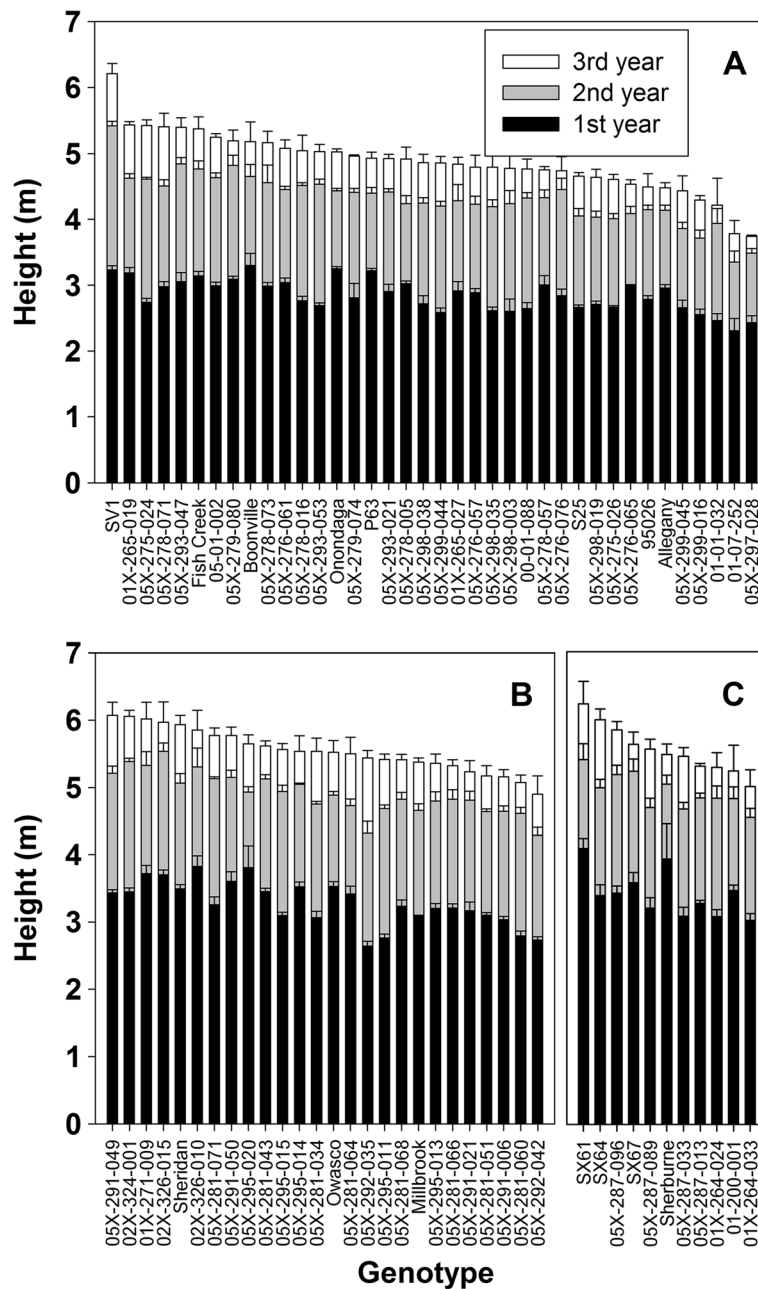 7
6
5
4
3
2
1
0
Height (m)
3rd year
2nd year
1st year
A
SV1
01X-265-019
05X-275-024
05X-278-071
05X-293-047
Fish Creek
05-01-002
05X-279-080
Boonville
05X-278-073
05X-276-061
05X-278-016
05X-293-053
Onondaga
05X-279-074
P63
05X-293-021
05X-278-005
05X-298-038
05X-299-044
01X-265-027
05X-276-057
05X-298-035
05X-298-003
00-01-088
05X-278-057
05X-276-076
S25
05X-298-019
05X-275-026
05X-276-065
95026
Allegany
05X-299-045
05X-299-016
01-01-032
01-07-252
05X-297-028
7
6
5
4
3
2
1
0
Height (m)
B
05X-291-049
02X-324-001
01X-271-009
02X-326-015
Sheridan
02X-326-010
05X-281-071
05X-291-050
05X-295-020
05X-281-043
05X-295-015
05X-295-014
05X-281-034
Owasco
05X-281-064
05X-292-035
05X-295-011
05X-281-068
Millbrook
05X-295-013
05X-281-066
05X-291-021
05X-281-051
05X-291-006
05X-281-060
05X-292-042
C
SX61
SX64
05X-287-096
SX67
05X-287-089
Sherburne
05X-287-033
05X-287-013
01X-264-024
01-200-001
01X-264-033
Genotype